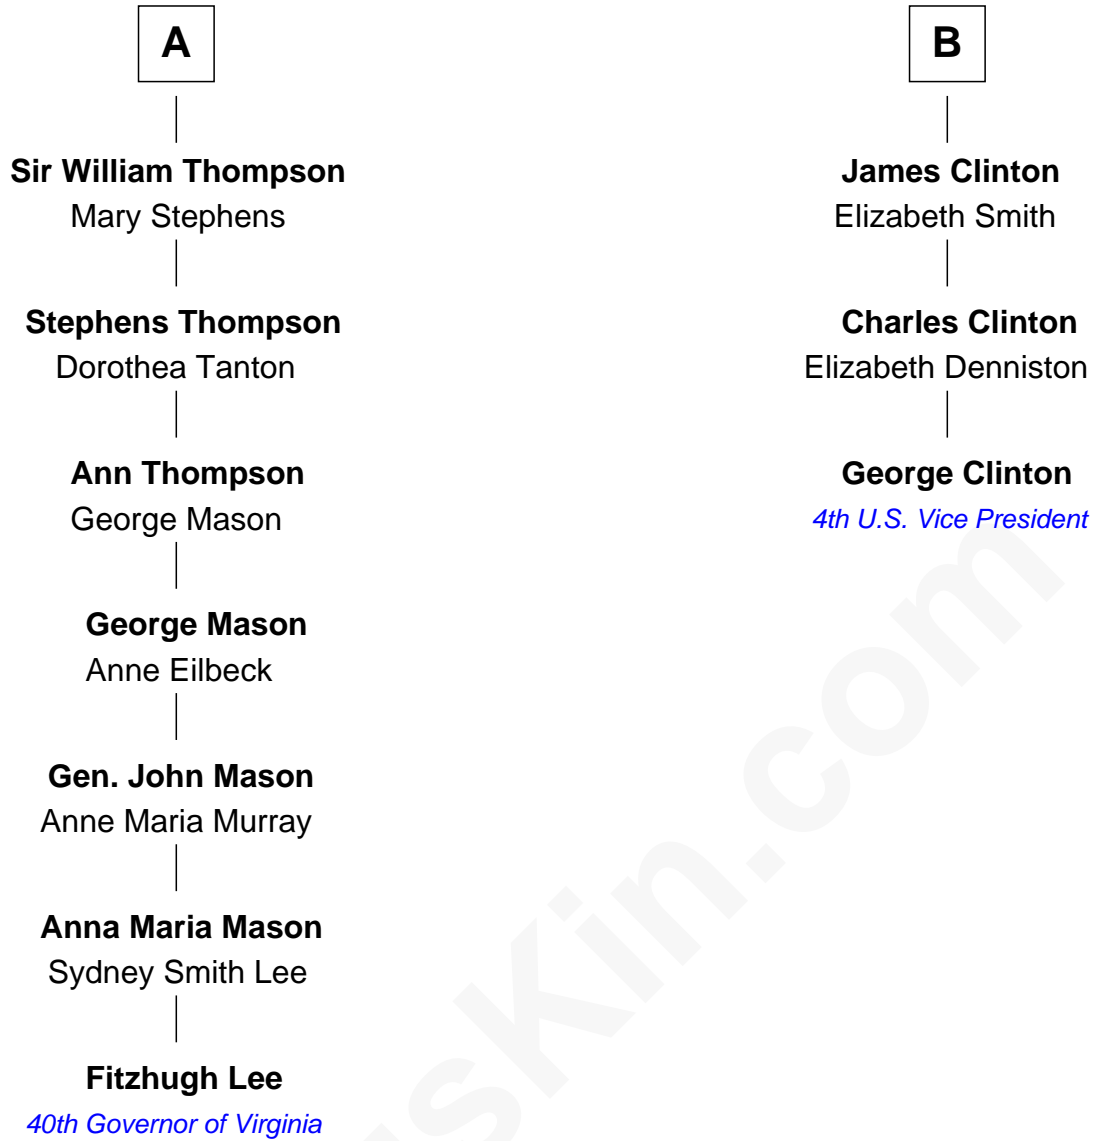 A
Sir William Thompson
Mary Stephens
Stephens Thompson
Dorothea Tanton
Ann Thompson
George Mason
George Mason
Anne Eilbeck
Gen. John Mason
Anne Maria Murray
Anna Maria Mason
Sydney Smith Lee
Fitzhugh Lee
40th Governor of Virginia
B
James Clinton
Elizabeth Smith
Charles Clinton
Elizabeth Denniston
George Clinton
4th U.S. Vice President
sKin.com